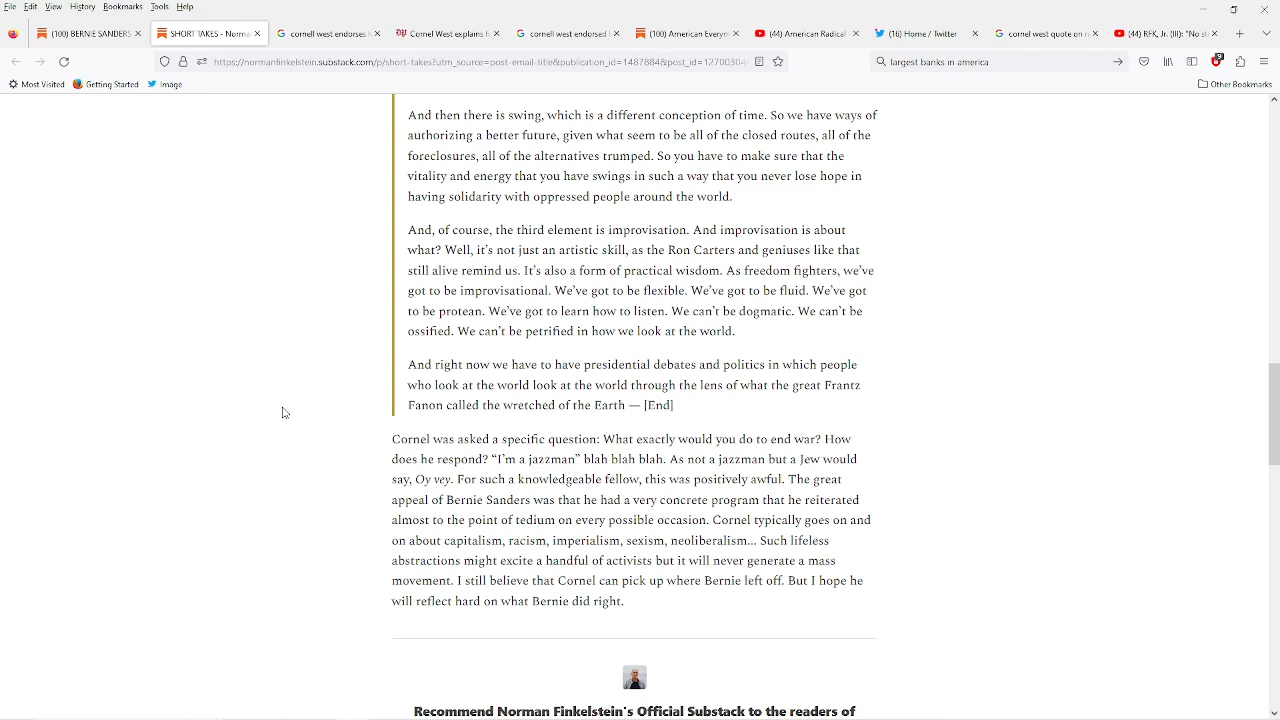 File Edit View History Bookmarks Tools Help
(100) BERNIE SANDERS
SHORT TAKES - Norma
cornell west endorses
Cornel West explains h
cornell west endorsed
(100) American Everym
(44) American Radical
(16) Home / Twitter
cornel west quote on
(44) RFK, Jr. (III): "No
https://normanfinkelstein.substack.com/p/short-takes?utm_source=post-email-title&publication_id=1487884&post_id=12700304
largest banks in america
Most Visited Getting Started Image Other Bookmarks
And then there is swing, which is a different conception of time. So we have ways of
authorizing a better future, given what seem to be all of the closed routes, all of the
foreclosures, all of the alternatives trumped. So you have to make sure that the
vitality and energy that you have swings in such a way that you never lose hope in
having solidarity with oppressed people around the world.
And, of course, the third element is improvisation. And improvisation is about
what? Well, it’s not just an artistic skill, as the Ron Carters and geniuses like that
still alive remind us. It’s also a form of practical wisdom. As freedom fighters, we’ve
got to be improvisational. We’ve got to be flexible. We’ve got to be fluid. We’ve got
to be protean. We’ve got to learn how to listen. We can’t be dogmatic. We can’t be
ossified. We can’t be petrified in how we look at the world.
And right now we have to have presidential debates and politics in which people
who look at the world look at the world through the lens of what the great Frantz
Fanon called the wretched of the Earth — [End]
Cornel was asked a specific question: What exactly would you do to end war? How
does he respond? “I’m a jazzman” blah blah blah. As not a jazzman but a Jew would
say, Oy vey. For such a knowledgeable fellow, this was positively awful. The great
appeal of Bernie Sanders was that he had a very concrete program that he reiterated
almost to the point of tedium on every possible occasion. Cornel typically goes on and
on about capitalism, racism, imperialism, sexism, neoliberalism... Such lifeless
abstractions might excite a handful of activists but it will never generate a mass
movement. I still believe that Cornel can pick up where Bernie left off. But I hope he
will reflect hard on what Bernie did right.
Recommend Norman Finkelstein's Official Substack to the readers of